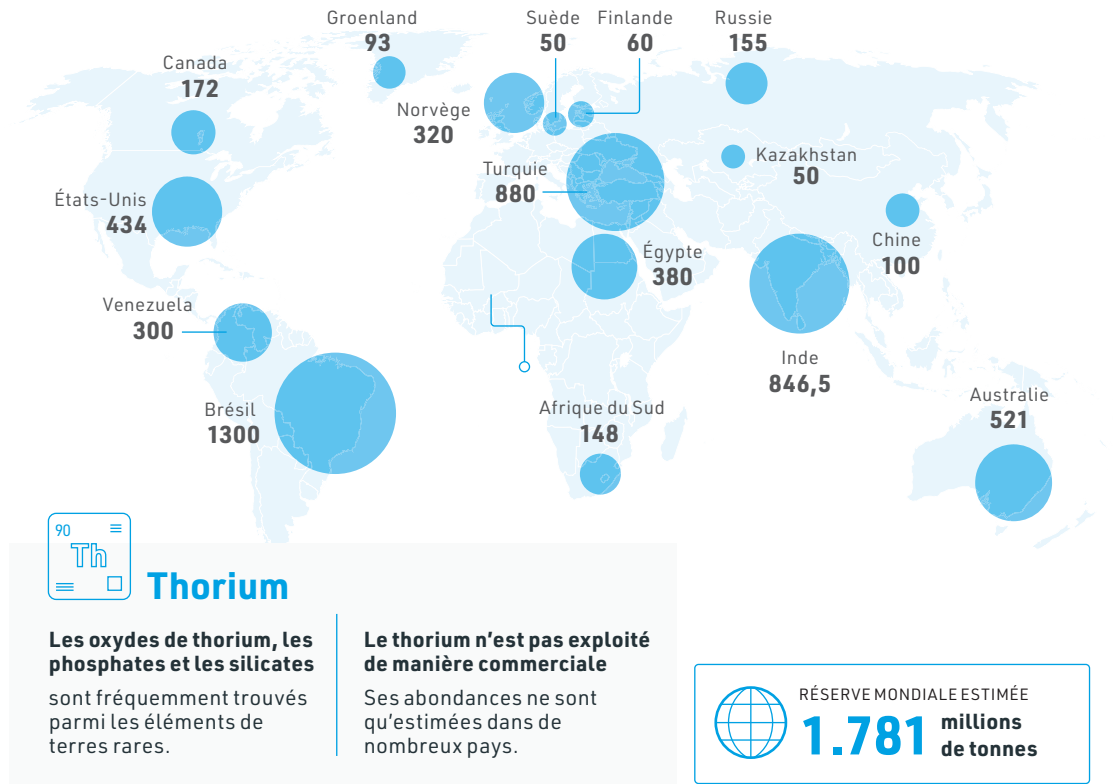 Groenland
93
Suède
50
Finlande
60
Russie
155
Canada
172
Norvège
320
Turquie
880
Kazakhstan
50
États-Unis
434
Chine
100
Égypte
380
Venezuela
300
Inde
846,5
Brésil
1300
Afrique du Sud
148
Australie
521
90
Th
Thorium
Les oxydes de thorium, les
phosphates et les silicates
sont fréquemment trouvés
parmi les éléments de
terres rares.
Le thorium n’est pas exploité
de manière commerciale
Ses abondances ne sont
qu’estimées dans de
nombreux pays.
RÉSERVE MONDIALE ESTIMÉE
1.781 millions
de tonnes